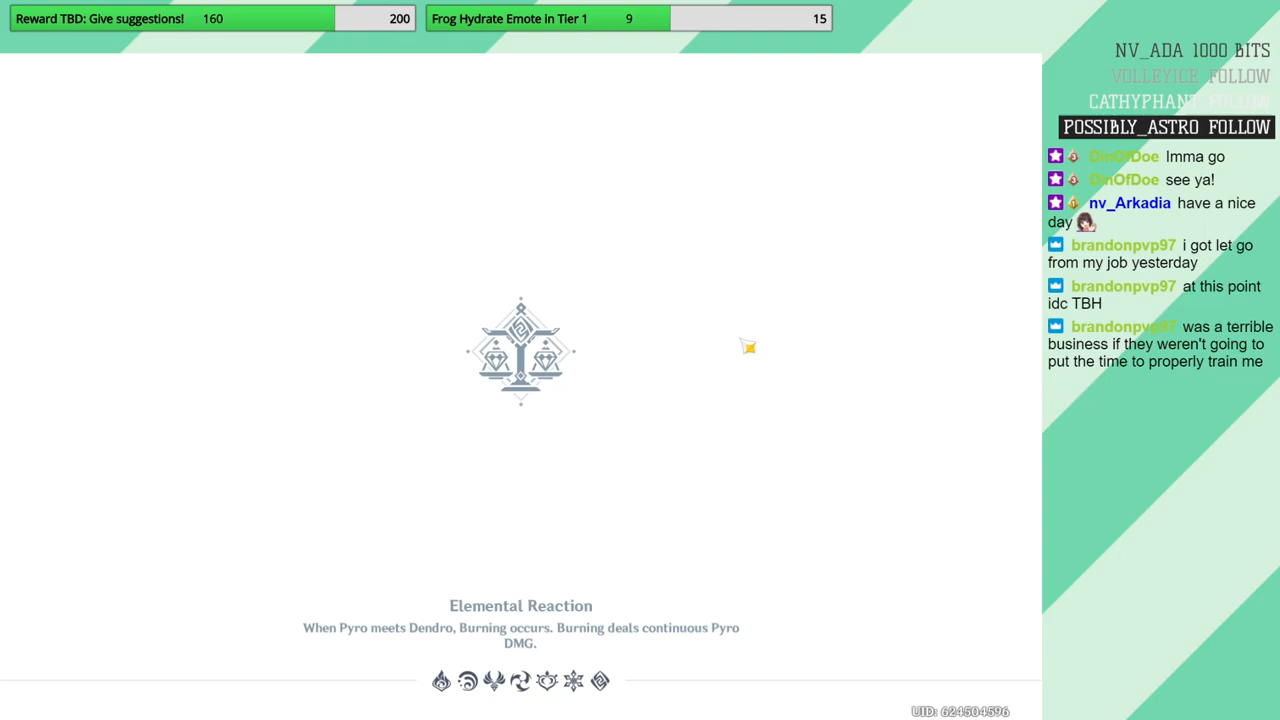 Reward TBD: Give suggestions! 160 200
Frog Hydrate Emote in Tier 1 9 15
NV_ADA 1000 BITS
VOLLEYICE FOLLOW
CATHYPHANT FOLLOW
POSSIBLY_ASTRO FOLLOW
DinOfDoe Imma go
DinOfDoe see ya!
nv_Arkadia have a nice
day
brandonpvp97 i got let go
from my job yesterday
brandonpvp97 at this point
idc TBH
brandonpvp97 was a terrible
business if they weren't going to
put the time to properly train me
Elemental Reaction
When Pyro meets Dendro, Burning occurs. Burning deals continuous Pyro
DMG.
UID: 624504596